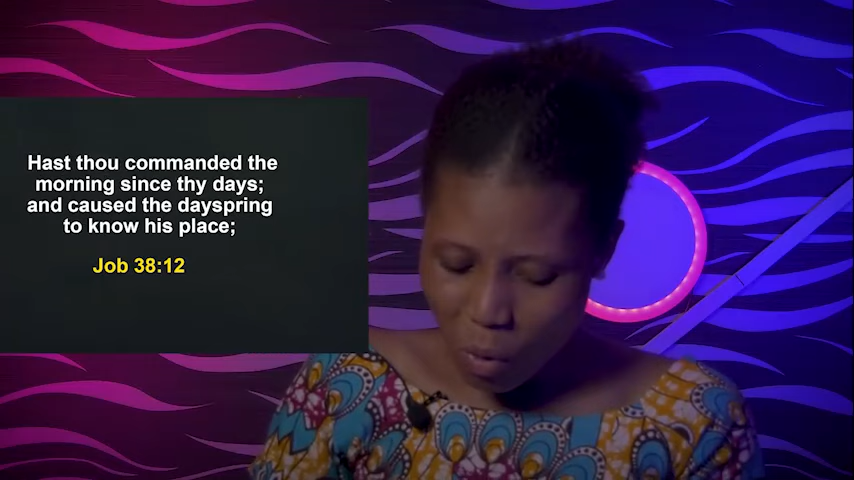 Hast thou commanded the
morning since thy days;
and caused the dayspring
to know his place;
Job 38:12